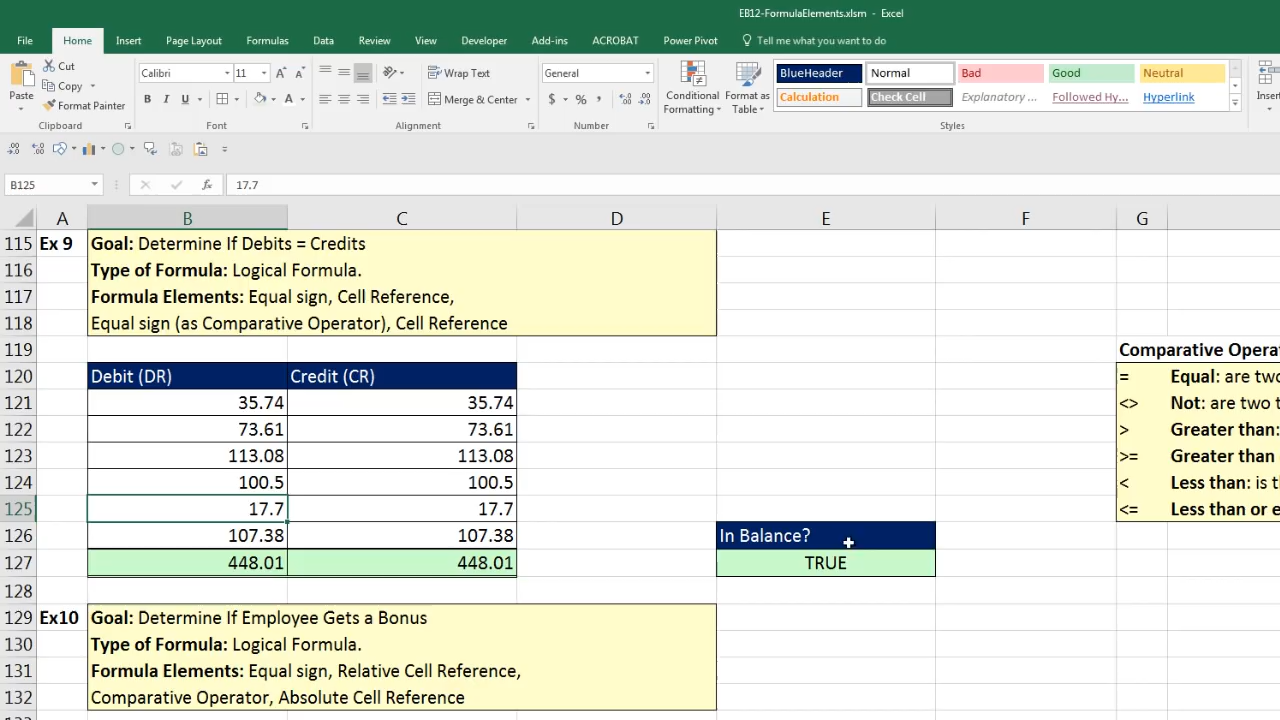 EB12-FormulaElements.xlsm - Excel
File Home Insert Page Layout Formulas Data Review View Developer Add-ins ACROBAT Power Pivot Tell me what you want to do
Paste
Cut
Copy
Format Painter
Clipboard
Calibri 11
B I U
Font
Wrap Text
Merge & Center
Alignment
General
$ % ,
Number
Conditional Formatting
Format as Table
BlueHeader Normal Bad Good Neutral
Calculation Check Cell Explanatory ... Followed Hy... Hyperlink
Styles
Insert
B125 fx 17.7
A B C D E F G
115 Ex 9 Goal: Determine If Debits = Credits
116 Type of Formula: Logical Formula.
117 Formula Elements: Equal sign, Cell Reference,
118 Equal sign (as Comparative Operator), Cell Reference
119 Comparative Opera
120 Debit (DR) Credit (CR) = Equal: are two
121 35.74 35.74 <> Not: are two t
122 73.61 73.61 > Greater than:
123 113.08 113.08 >= Greater than
124 100.5 100.5 < Less than: is t
125 17.7 17.7 <= Less than or e
126 107.38 107.38 In Balance?
127 448.01 448.01 TRUE
128
129 Ex10 Goal: Determine If Employee Gets a Bonus
130 Type of Formula: Logical Formula.
131 Formula Elements: Equal sign, Relative Cell Reference,
132 Comparative Operator, Absolute Cell Reference